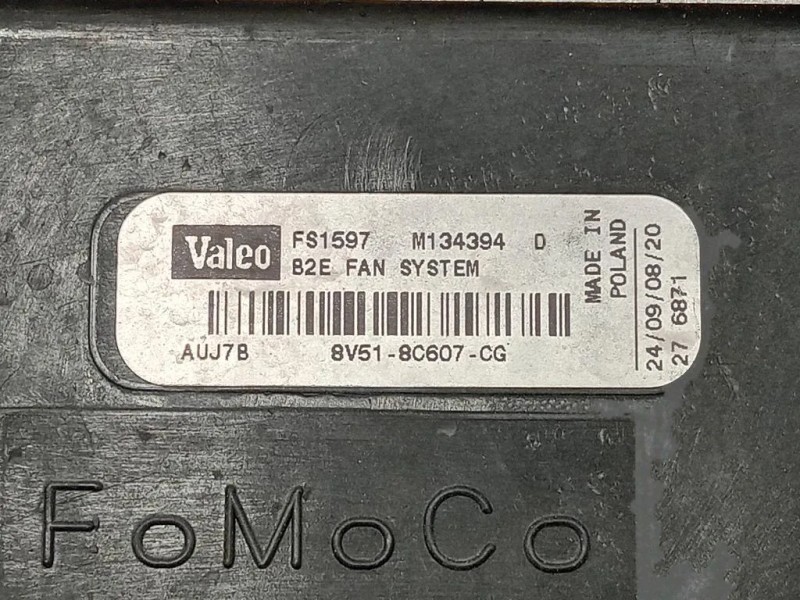 Valeo FS1597 M134394 D
B2E FAN SYSTEM
AUJ7B 8V51-8C607-CG
MADE IN
POLAND
24/09/08/20
27 6871
FoMoCo